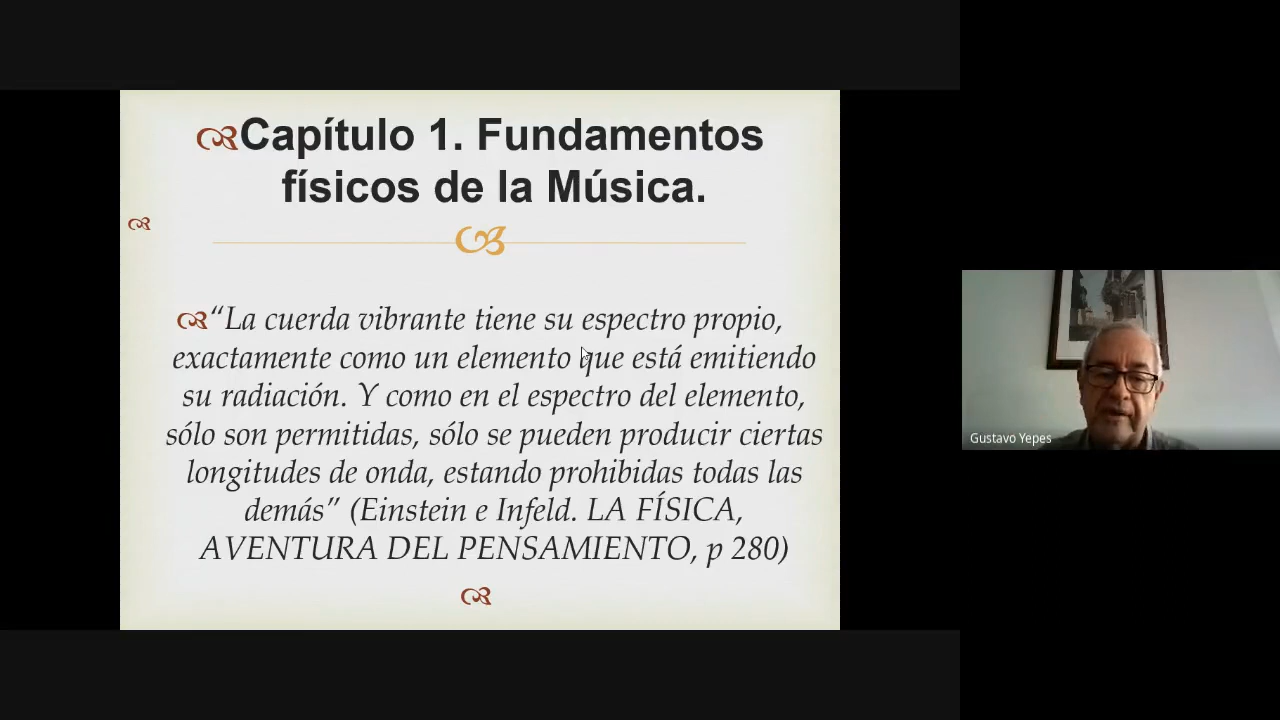 Capítulo 1. Fundamentos
físicos de la Música.
“La cuerda vibrante tiene su espectro propio,
exactamente como un elemento que está emitiendo
su radiación. Y como en el espectro del elemento,
sólo son permitidas, sólo se pueden producir ciertas
longitudes de onda, estando prohibidas todas las
demás” (Einstein e Infeld. LA FÍSICA,
AVENTURA DEL PENSAMIENTO, p 280)
Gustavo Yepes